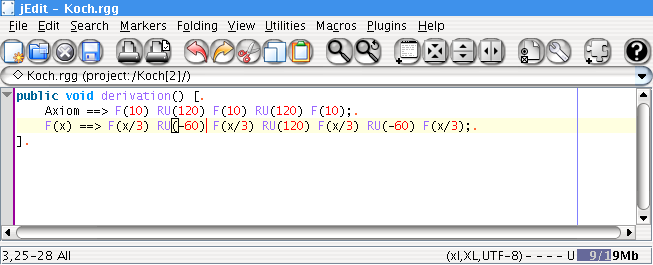 jEdit - Koch.rgg
File Edit Search Markers Folding View Utilities Macros Plugins Help
Koch.rgg (project:/Koch[2]/)
public void derivation() [.
Axiom ==> F(10) RU(120) F(10) RU(120) F(10);.
F(x) ==> F(x/3) RU(-60) F(x/3) RU(120) F(x/3) RU(-60) F(x/3);.
].
3,25-28 All (xl,XL,UTF-8) - - - - U 9/19Mb